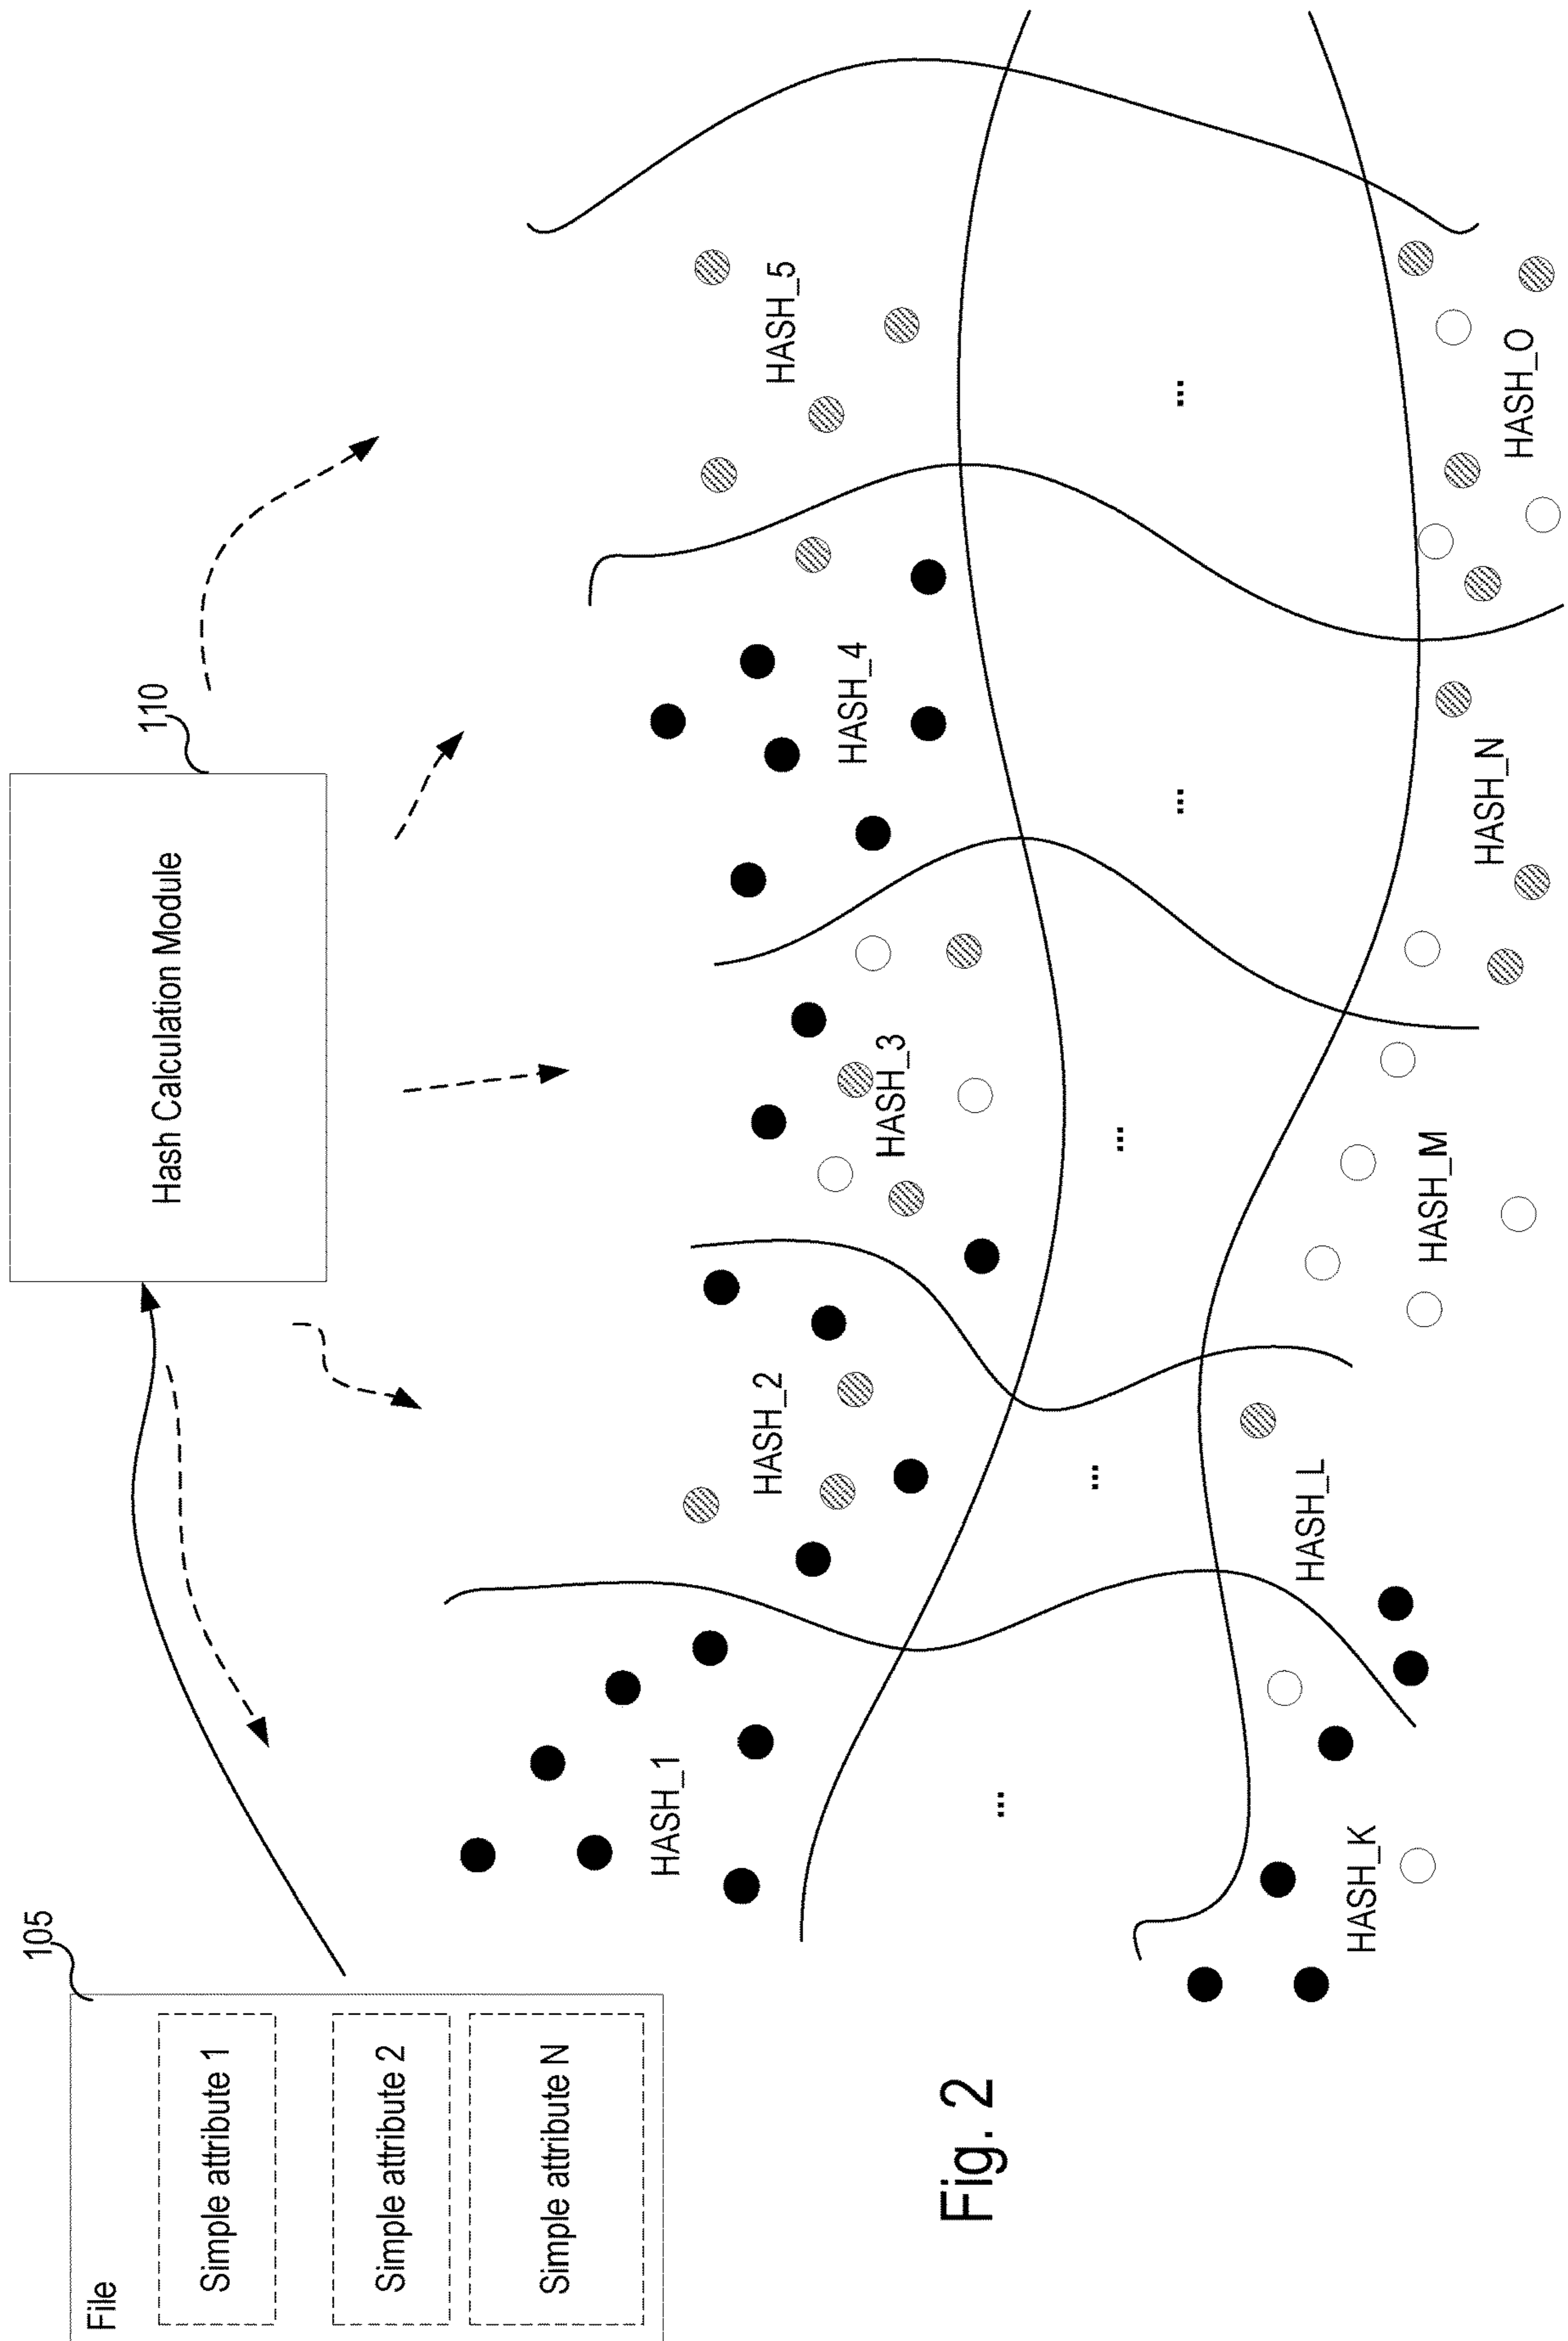 File
105
Simple attribute 1
Simple attribute 2
Simple attribute N
Hash Calculation Module
110
HASH_1
HASH_2
HASH_3
HASH_4
HASH_5
...
...
...
...
...
HASH_K
HASH_L
HASH_M
HASH_N
HASH_O
Fig. 2